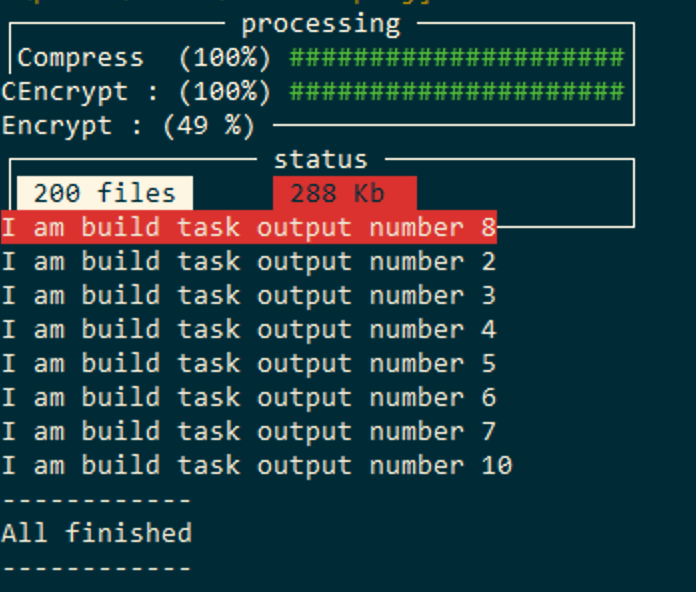 processing
Compress (100%) #####################
CEncrypt : (100%) #####################
Encrypt : (49 %)
status
200 files 288 Kb
I am build task output number 8
I am build task output number 2
I am build task output number 3
I am build task output number 4
I am build task output number 5
I am build task output number 6
I am build task output number 7
I am build task output number 10
------------
All finished
------------